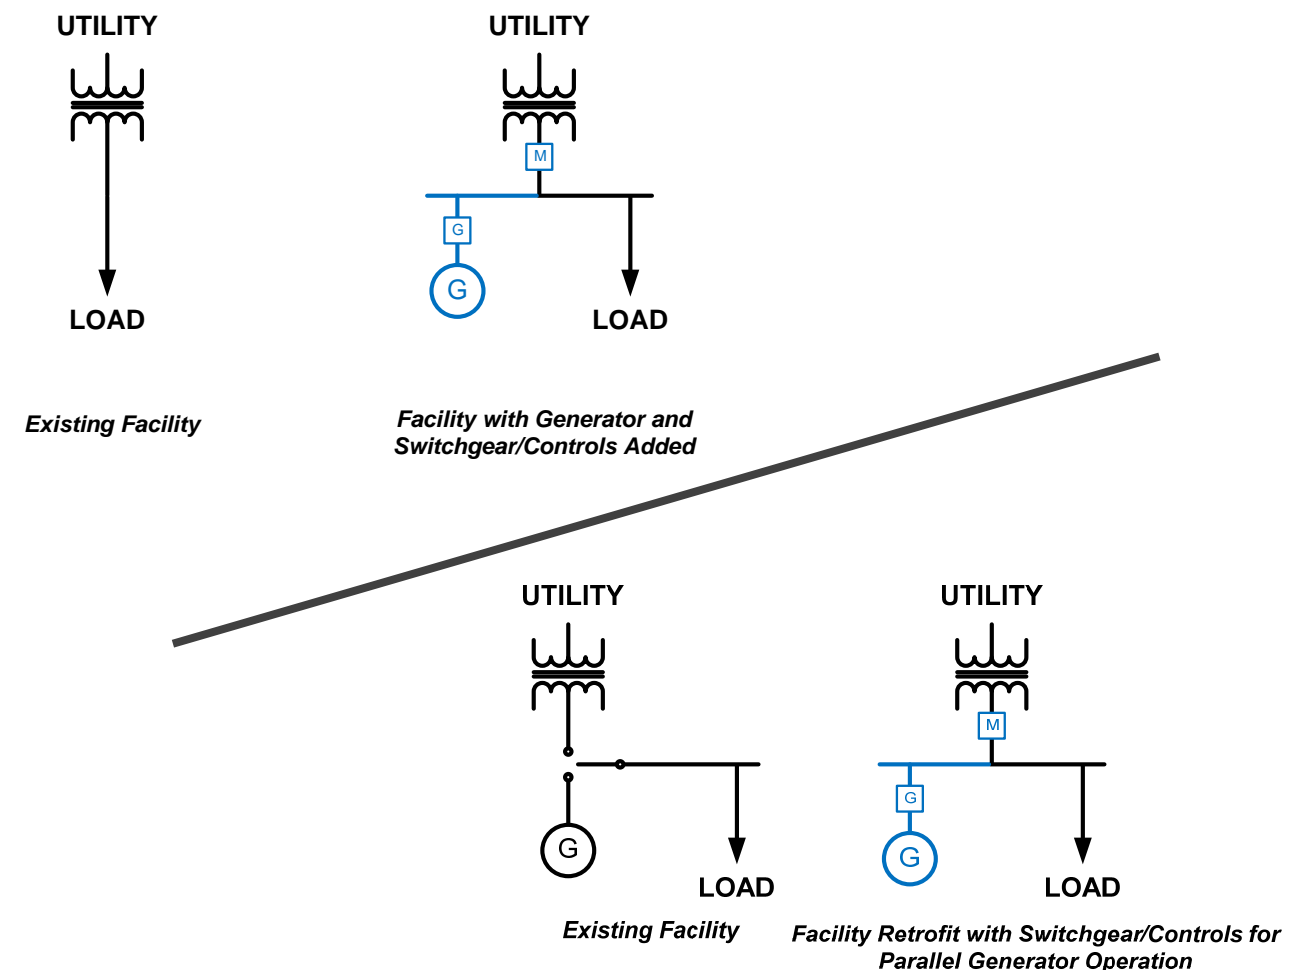 UTILITY
UTILITY
M
G
G
LOAD
LOAD
Existing Facility
Facility with Generator and
Switchgear/Controls Added
UTILITY
UTILITY
M
G
G
G
LOAD
LOAD
Existing Facility
Facility Retrofit with Switchgear/Controls for
Parallel Generator Operation